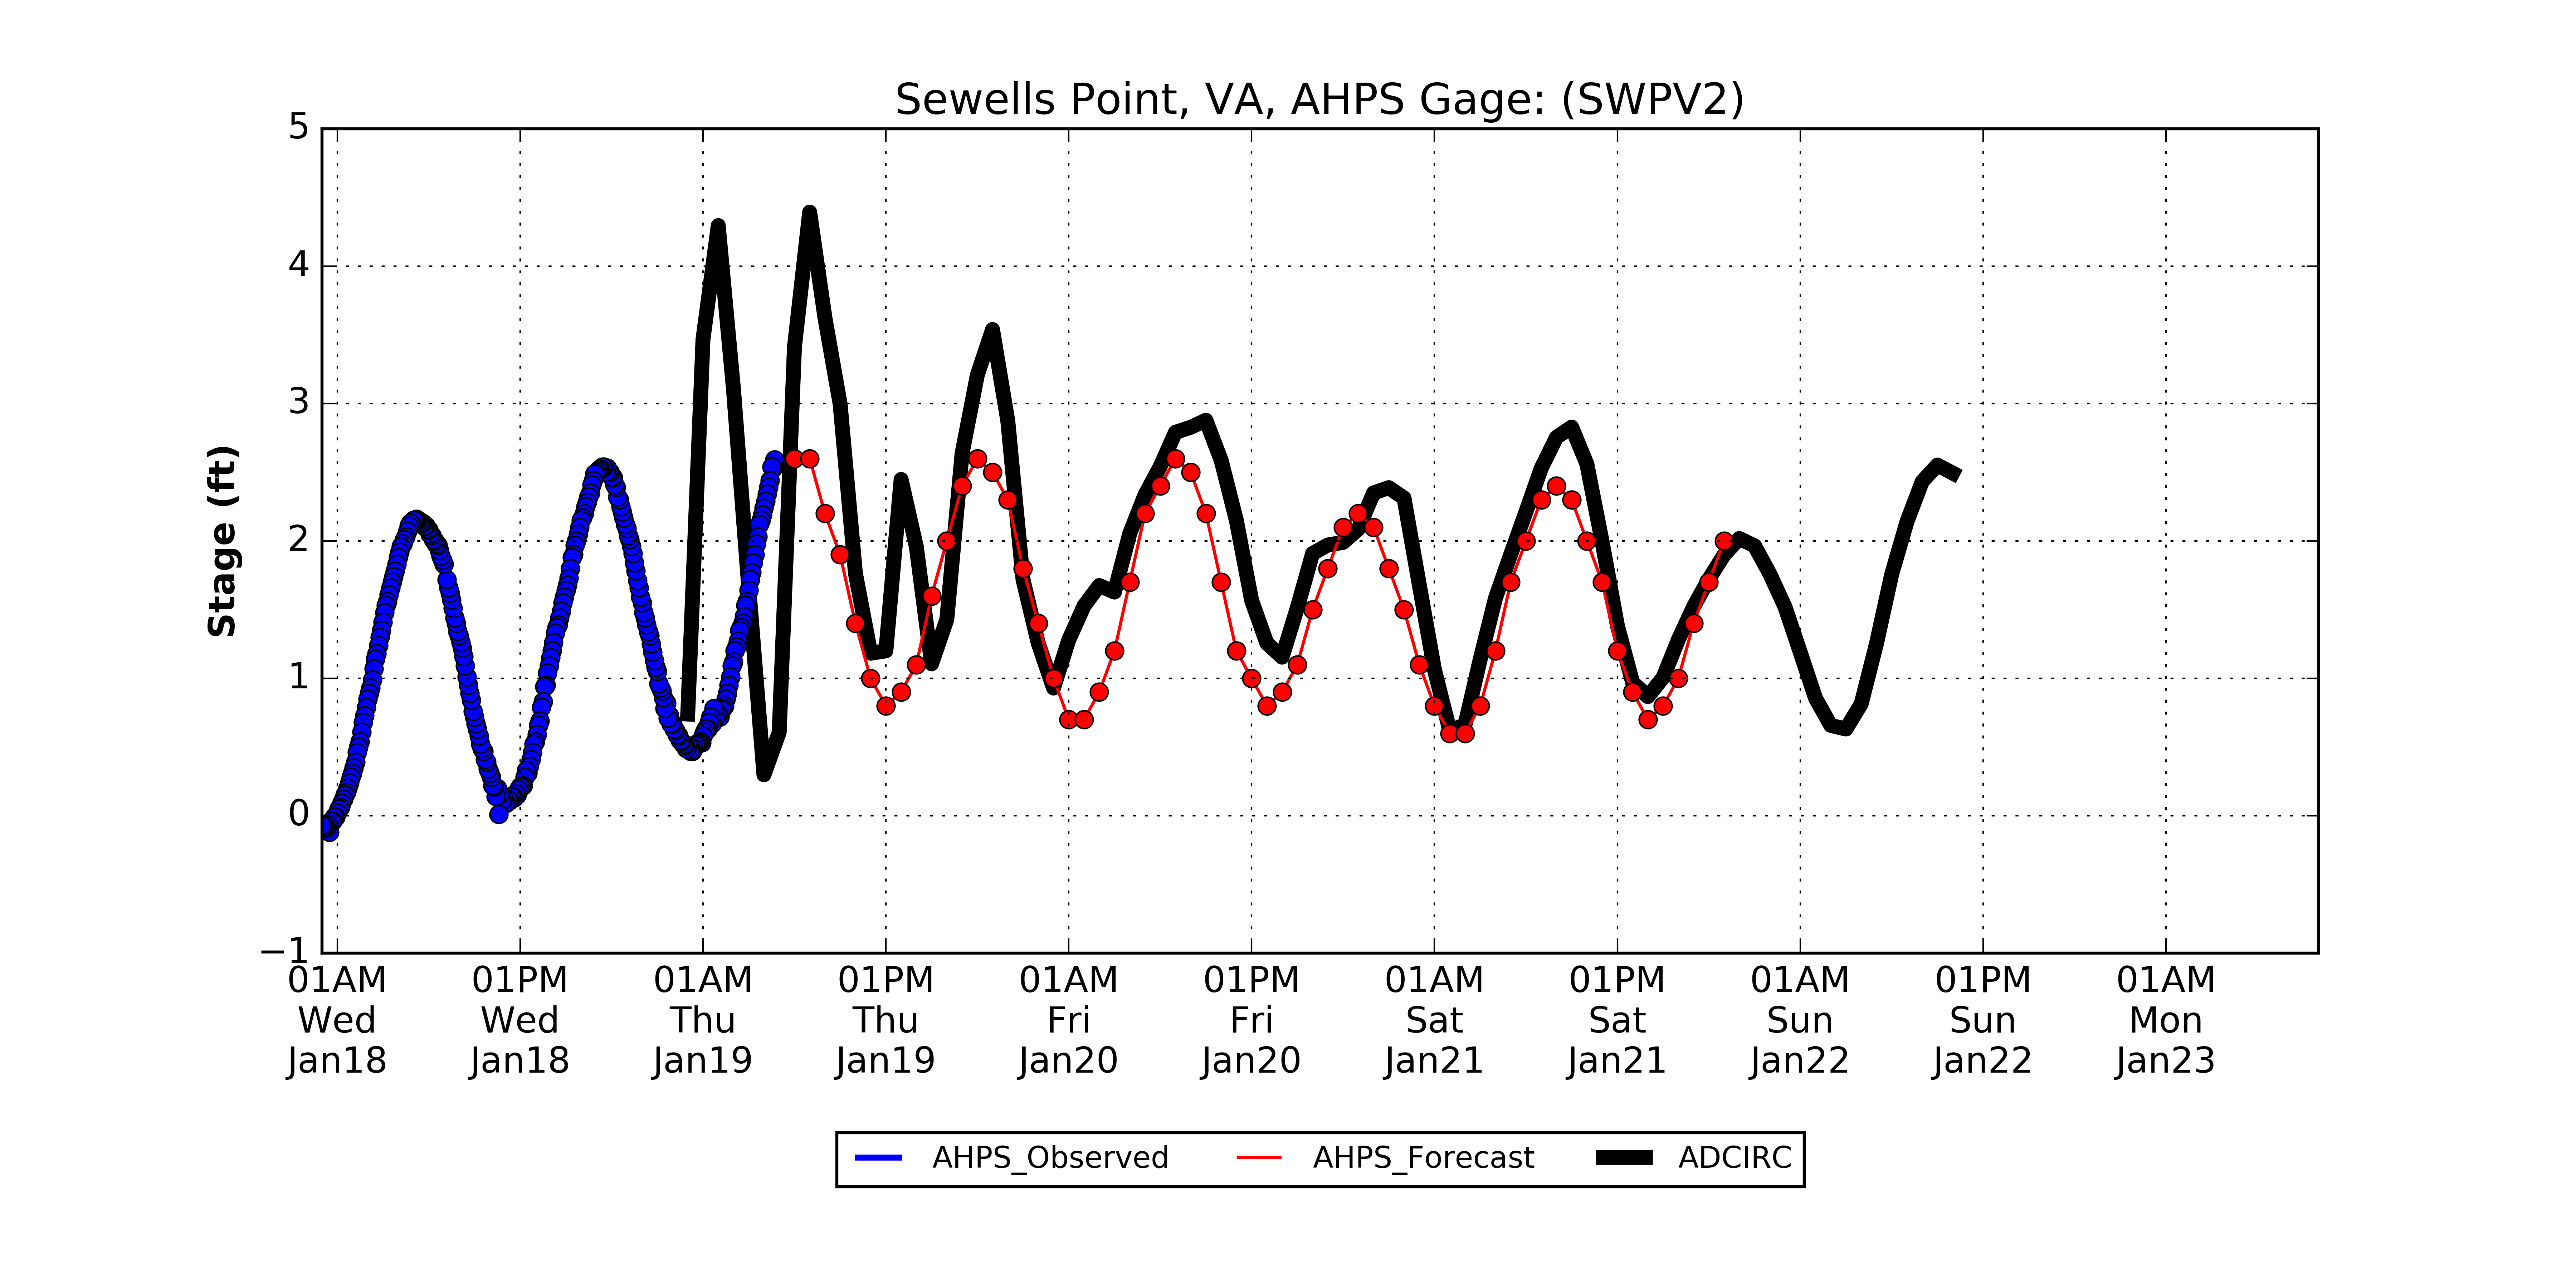 Sewells Point, VA, AHPS Gage: (SWPV2)
5
4
3
2
1
0
−1
Stage (ft)
01AM 01PM 01AM 01PM 01AM 01PM 01AM 01PM 01AM 01PM 01AM
Wed Wed Thu Thu Fri Fri Sat Sat Sun Sun Mon
Jan18 Jan18 Jan19 Jan19 Jan20 Jan20 Jan21 Jan21 Jan22 Jan22 Jan23
AHPS_Observed AHPS_Forecast ADCIRC